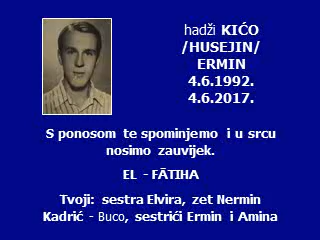 hadži KIĆO
/HUSEJIN/
ERMIN
4.6.1992.
4.6.2017.
S ponosom te spominjemo i u srcu
nosimo zauvijek.
EL - FĀTIHA
Tvoji: sestra Elvira, zet Nermin
Kadrić - Buco, sestrići Ermin i Amina